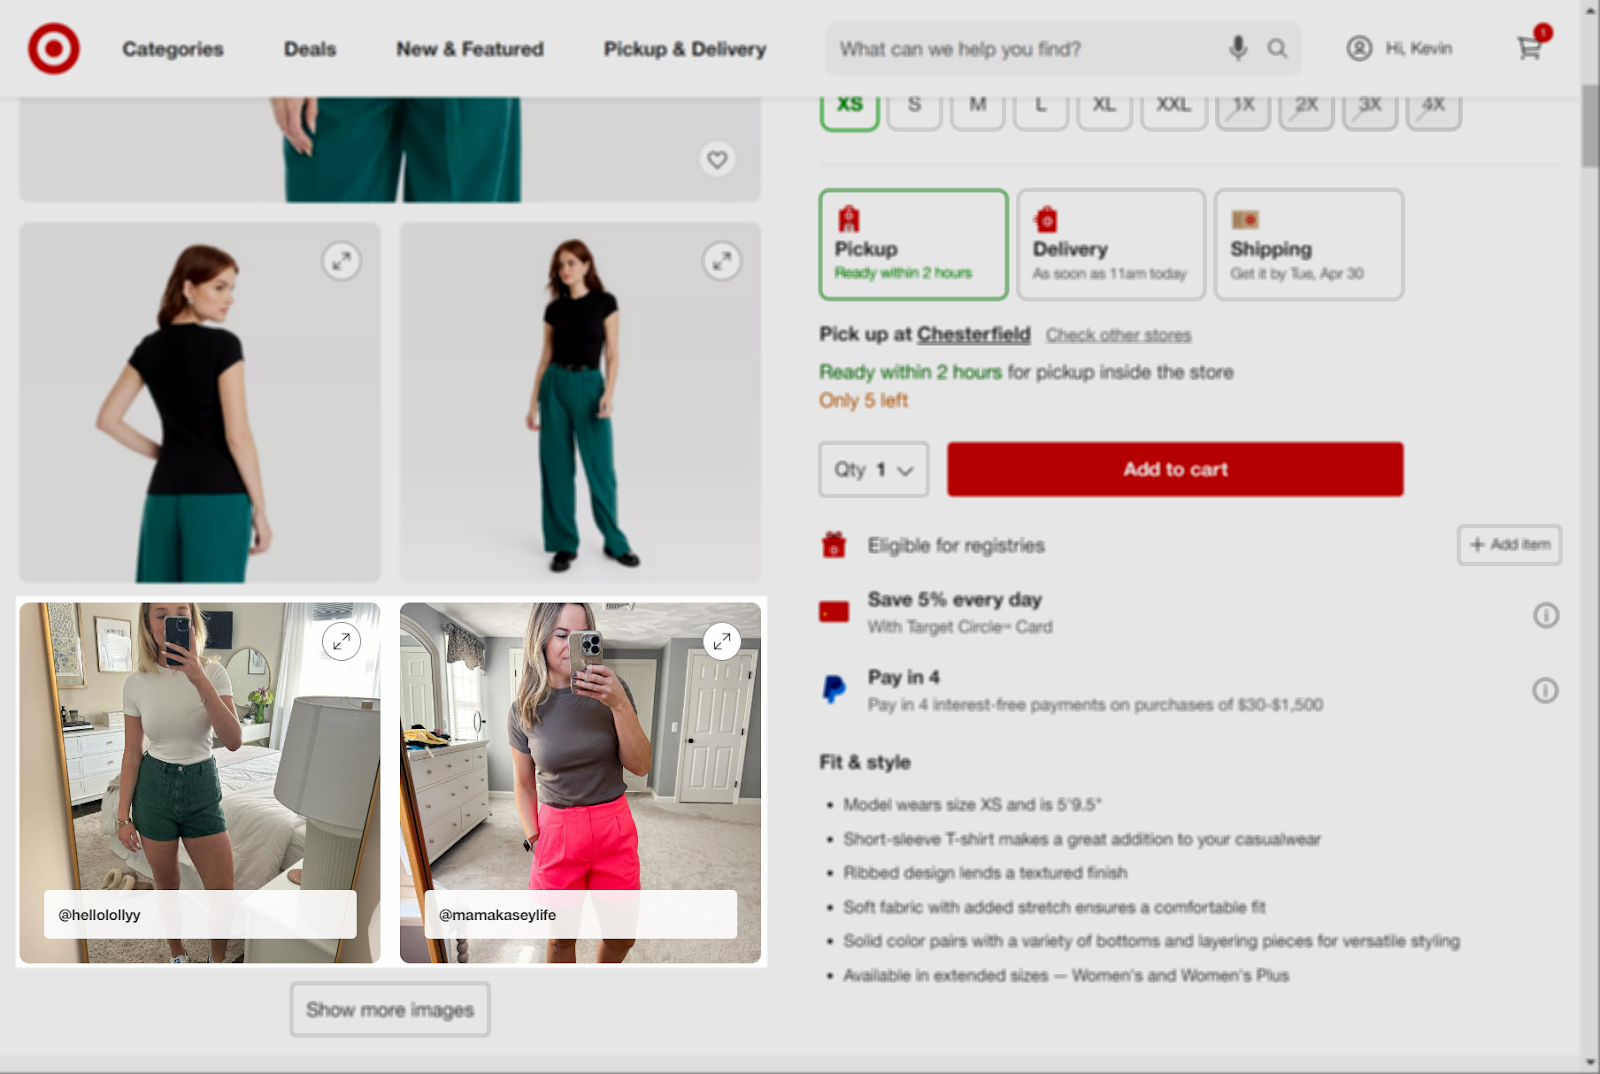 Categories
Deals
New & Featured
Pickup & Delivery
What can we help you find?
Hi, Kevin
1
XS
S
M
L
XL
XXL
1X
2X
3X
4X
Pickup
Ready within 2 hours
Delivery
As soon as 11am today
Shipping
Get it by Tue, Apr 30
Pick up at Chesterfield Check other stores
Ready within 2 hours for pickup inside the store
Only 5 left
Qty 1
Add to cart
Eligible for registries
+ Add item
Save 5% every day
With Target Circle™ Card
Pay in 4
Pay in 4 interest-free payments on purchases of $30-$1,500
Fit & style
• Model wears size XS and is 5'9.5"
• Short-sleeve T-shirt makes a great addition to your casualwear
• Ribbed design lends a textured finish
• Soft fabric with added stretch ensures a comfortable fit
• Solid color pairs with a variety of bottoms and layering pieces for versatile styling
• Available in extended sizes — Women's and Women's Plus
@hellolollyy
@mamakaseylife
Show more images